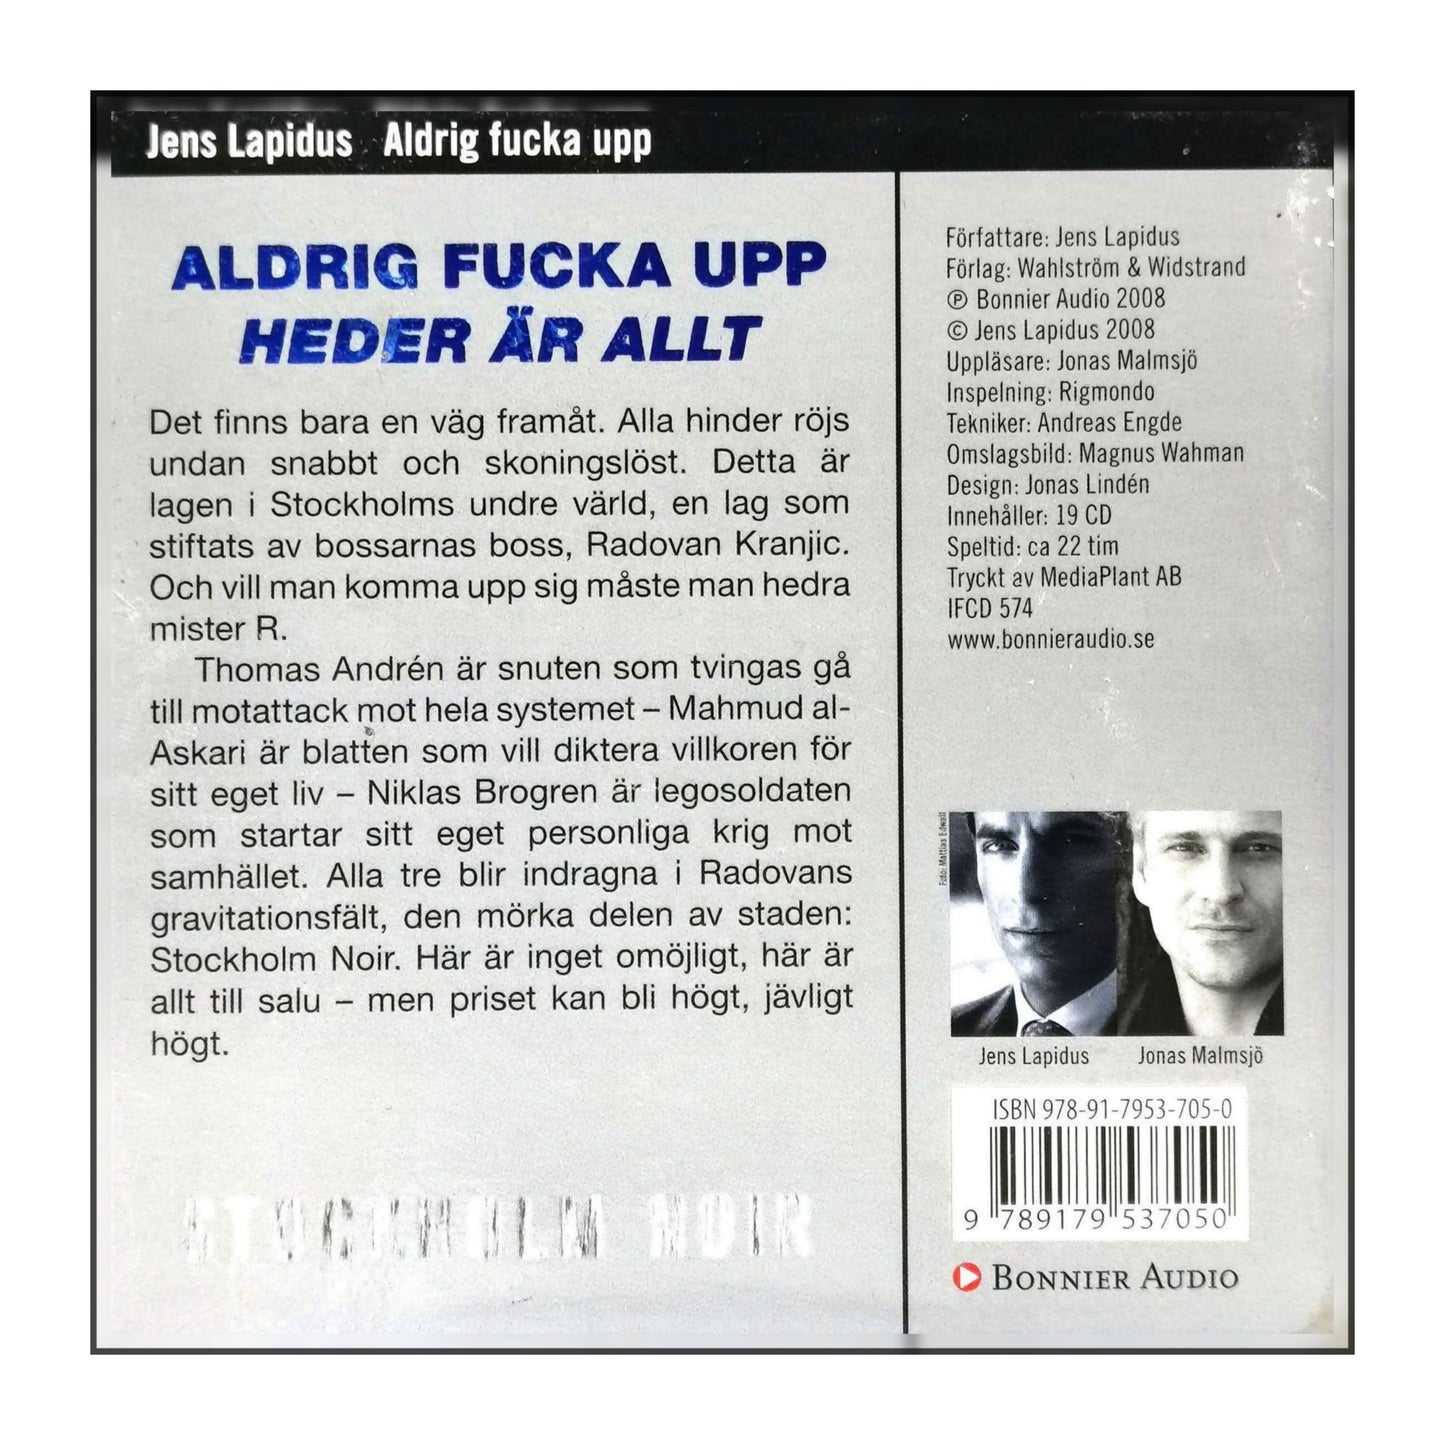 Jens Lapidus Aldrig fucka upp
ALDRIG FUCKA UPP
HEDER ÄR ALLT
Det finns bara en väg framåt. Alla hinder röjs
undan snabbt och skoningslöst. Detta är
lagen i Stockholms undre värld, en lag som
stiftats av bossarnas boss, Radovan Kranjic.
Och vill man komma upp sig måste man hedra
mister R.
Thomas Andrén är snuten som tvingas gå
till motattack mot hela systemet – Mahmud al-
Askari är blatten som vill diktera villkoren för
sitt eget liv – Niklas Brogren är legosoldaten
som startar sitt eget personliga krig mot
samhället. Alla tre blir indragna i Radovans
gravitationsfält, den mörka delen av staden:
Stockholm Noir. Här är inget omöjligt, här är
allt till salu – men priset kan bli högt, jävligt
högt.
STOCKHOLM NOIR
Författare: Jens Lapidus
Förlag: Wahlström & Widstrand
℗ Bonnier Audio 2008
© Jens Lapidus 2008
Uppläsare: Jonas Malmsjö
Inspelning: Rigmondo
Tekniker: Andreas Engde
Omslagsbild: Magnus Wahman
Design: Jonas Lindén
Innehåller: 19 CD
Speltid: ca 22 tim
Tryckt av MediaPlant AB
IFCD 574
www.bonnieraudio.se
Foto: Mattias Edwall
Jens Lapidus Jonas Malmsjö
ISBN 978-91-7953-705-0
9 789179 537050
BONNIER AUDIO